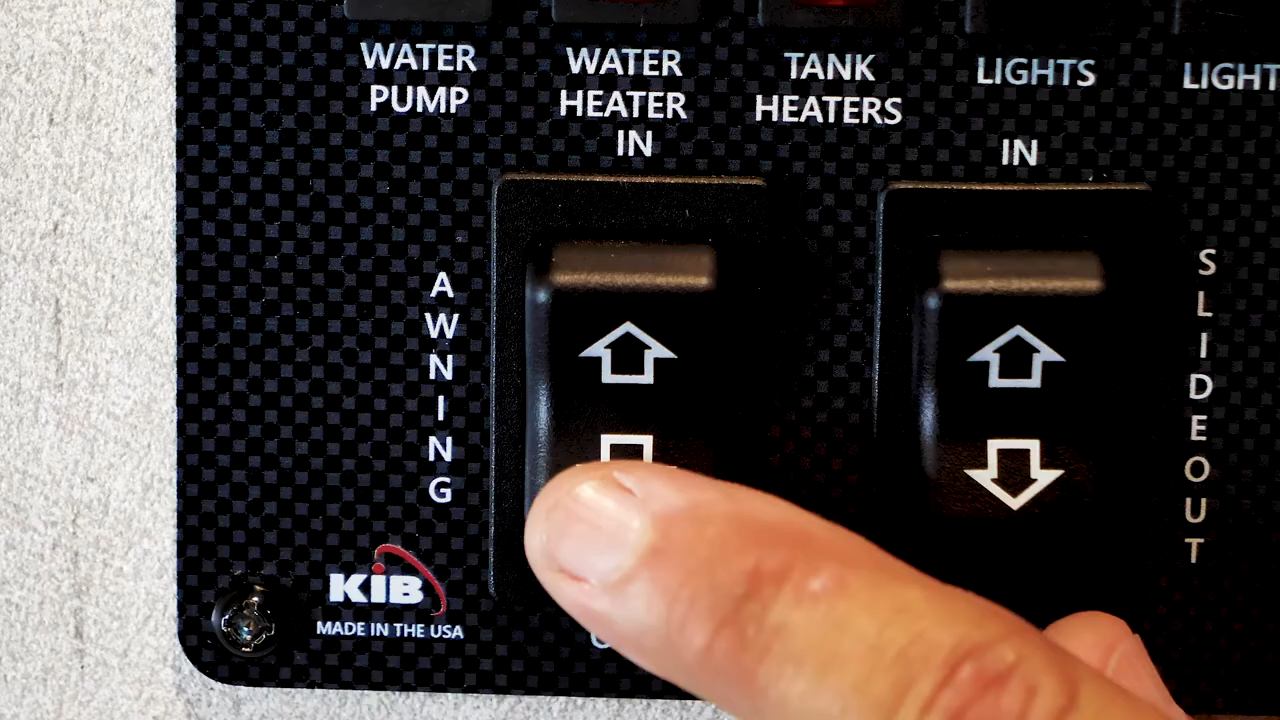 WATER
PUMP
WATER
HEATER
TANK
HEATERS
LIGHTS
IN
IN
AWNING
SLIDEOUT
KIB
MADE IN THE USA